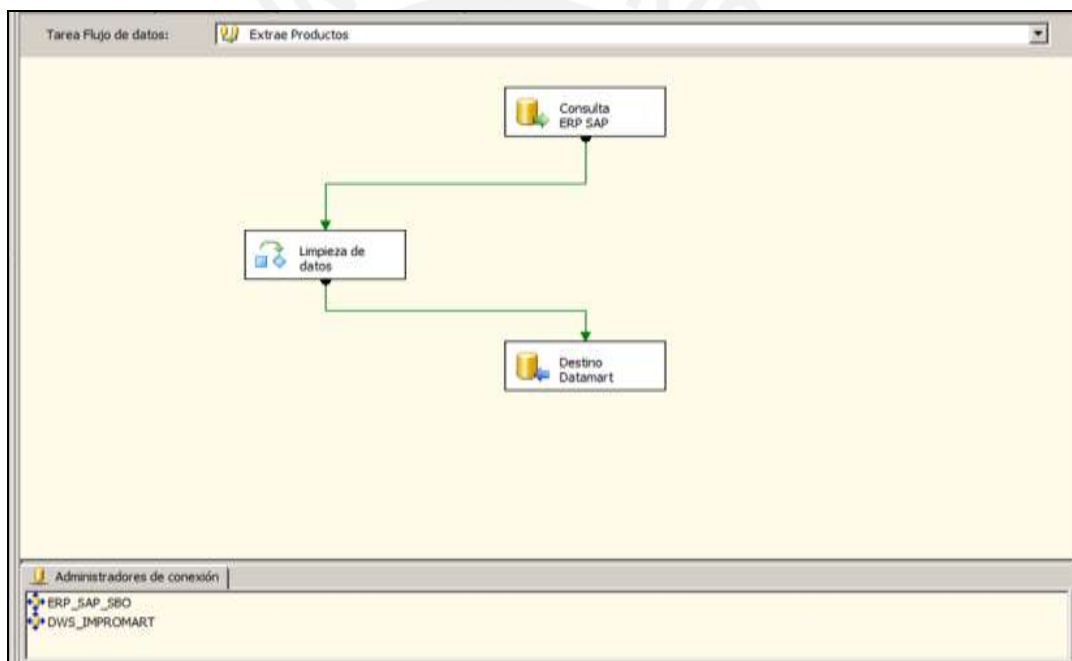 Tarea Flujo de datos:
Extrae Productos
Consulta
ERP SAP
Limpieza de
datos
Destino
Datamart
Administradores de conexión
ERP_SAP_SBO
DWS_IMPROMART